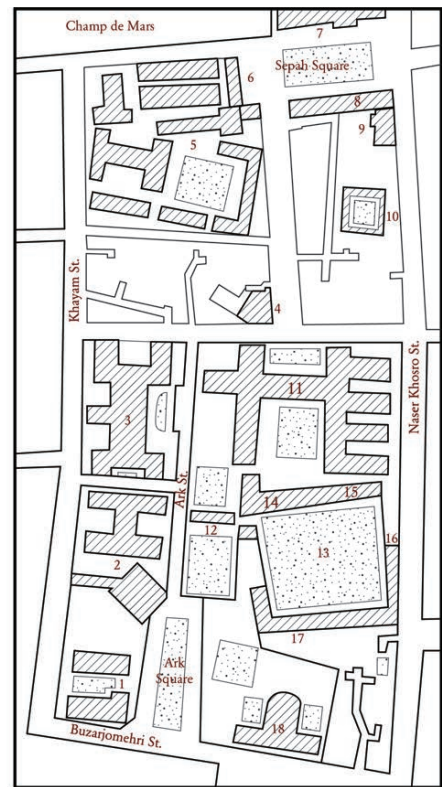 Champ de Mars
7
Sepah Square
6
8
5
9
10
Khayam St.
4
Naser Khosro St.
11
3
15
14
Ark St.
12
16
13
2
17
Ark
Square
1
18
Buzarjomehri St.